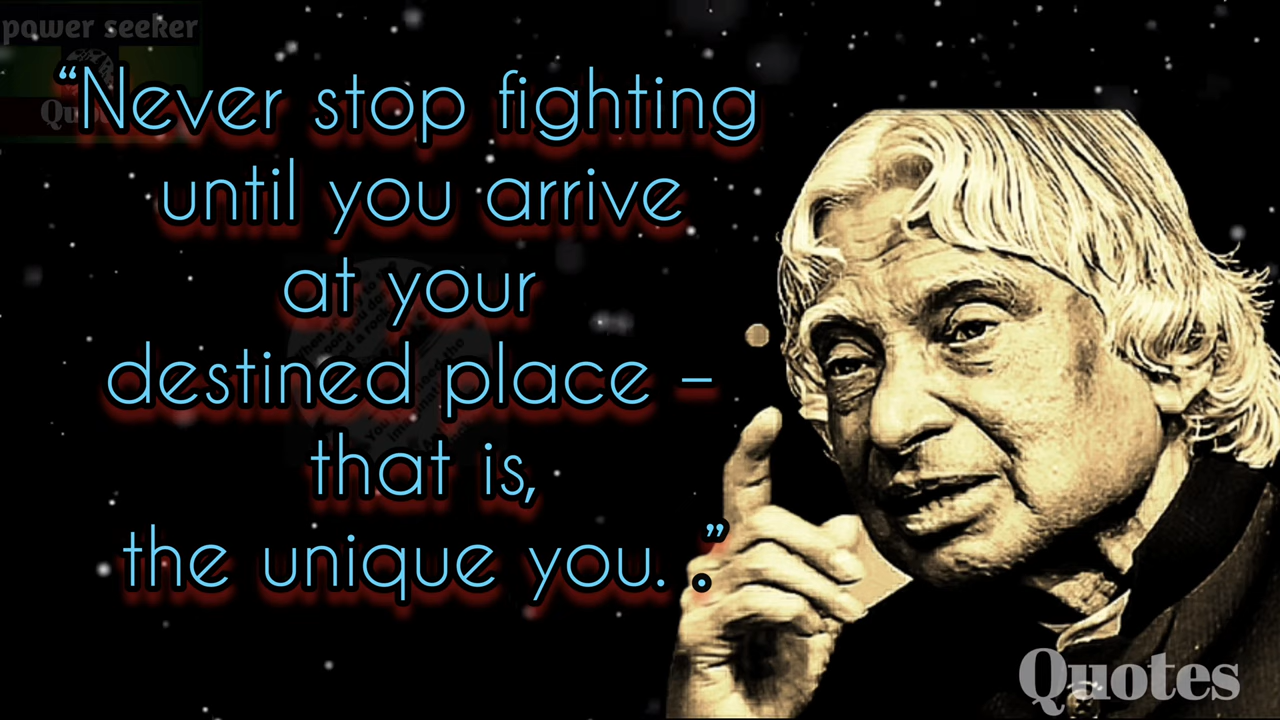 power seeker
“Never stop fighting
until you arrive
at your
destined place –
that is,
the unique you. .”
Quotes